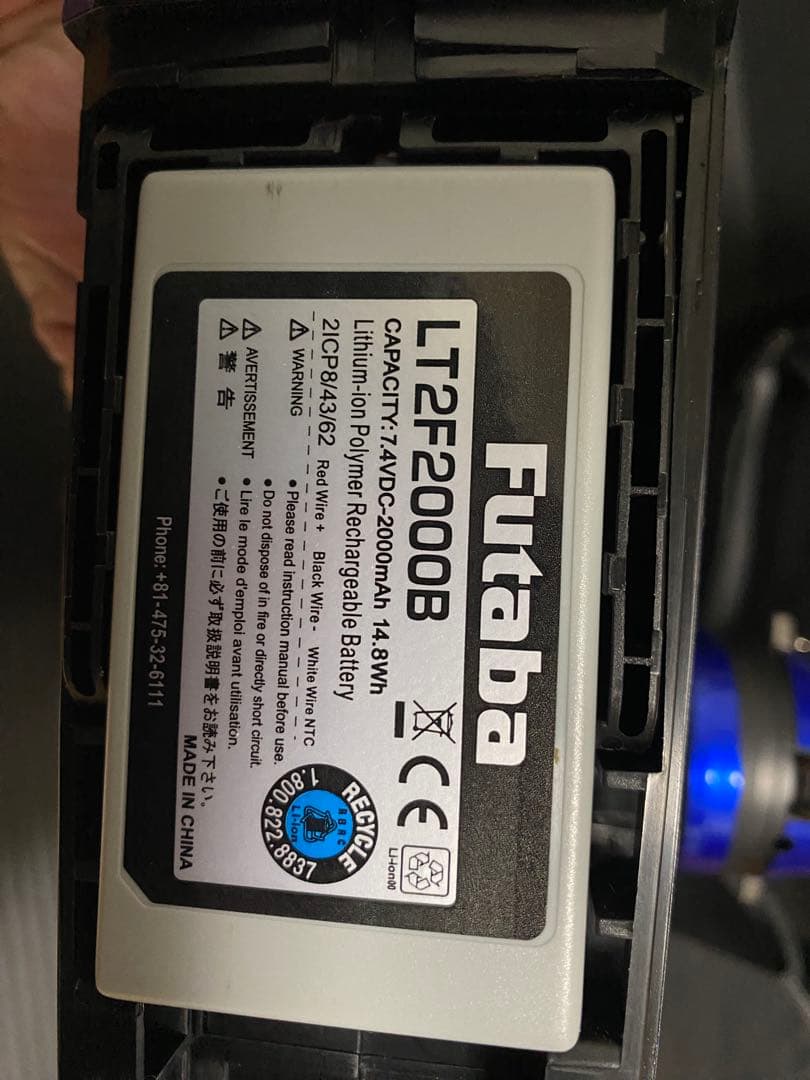 Futaba
LT2F2000B
CAPACITY:7.4VDC-2000mAh 14.8Wh
Lithium-ion Polymer Rechargeable Battery
2ICP8/43/62 Red Wire+ Black Wire- White Wire NTC
⚠ WARNING ●Please read instruction manual before use.
●Do not dispose of in fire or directly short circuit.
⚠ AVERTISSEMENT ●Lire le mode d'emploi avant utilisation.
⚠ 警告 ●ご使用の前に必ず取扱説明書をお読み下さい。
CE
Li-ion00
RECYCLE
RBRC
Li-ion
1.800.822.8837
MADE IN CHINA
Phone:+81-475-32-6111